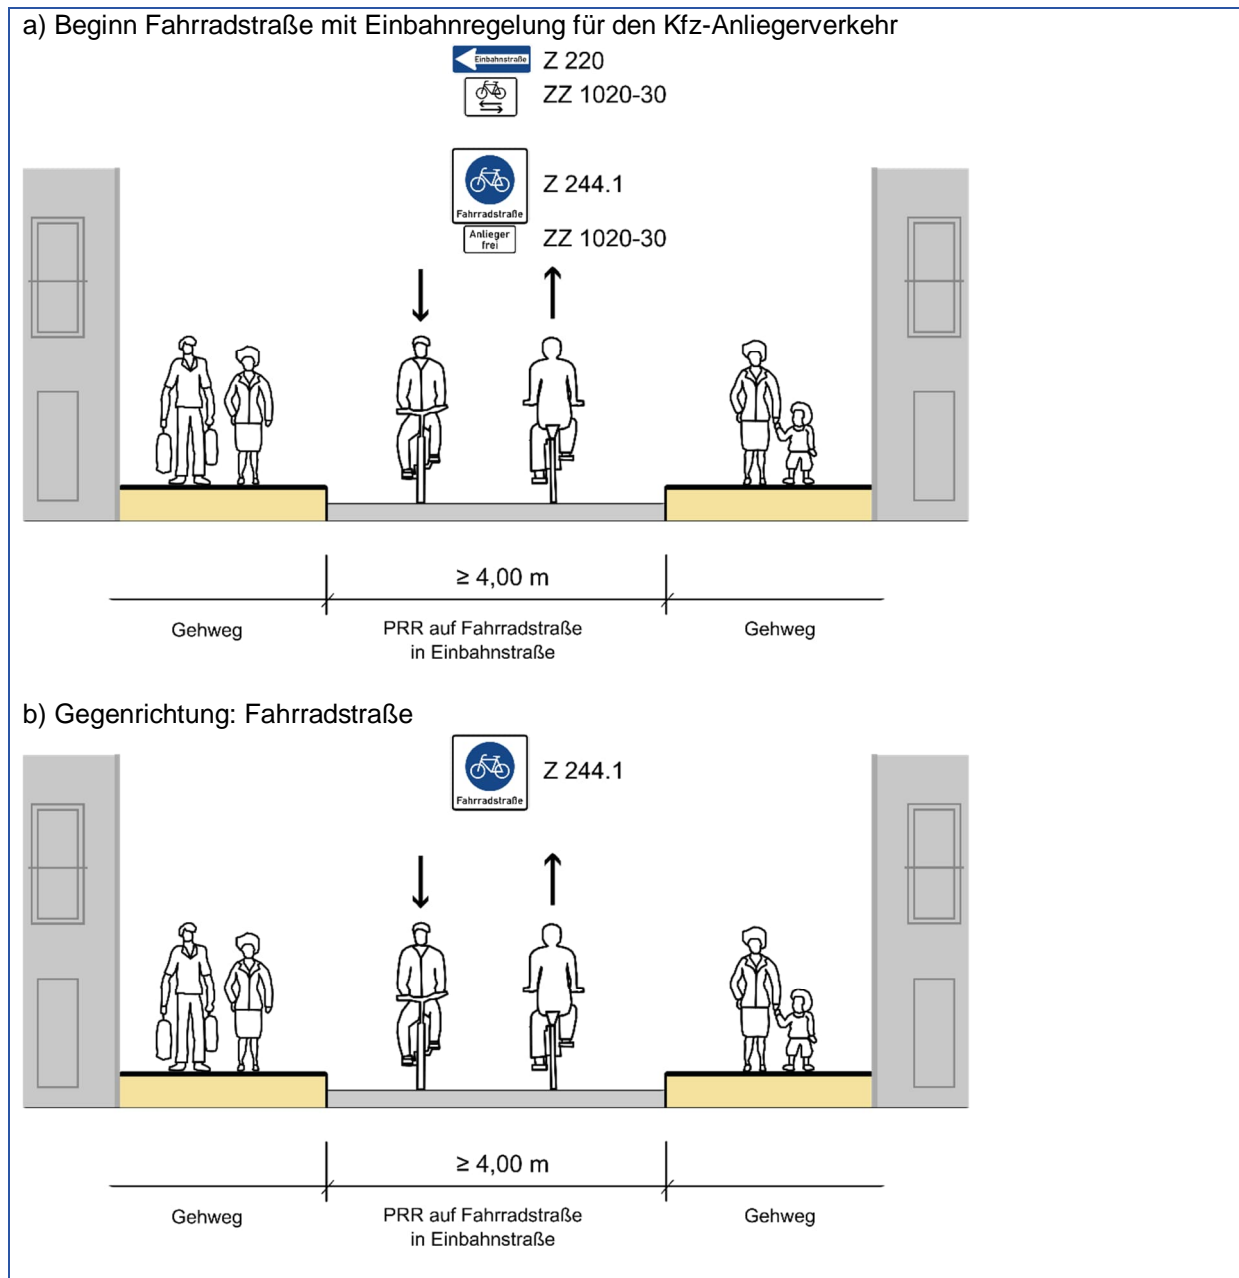 a) Beginn Fahrradstraße mit Einbahnregelung für den Kfz-Anliegerverkehr
Einbahnstraße
Z 220
ZZ 1020-30
Fahrradstraße
Z 244.1
Anlieger
frei
ZZ 1020-30
≥ 4,00 m
Gehweg
PRR auf Fahrradstraße
in Einbahnstraße
Gehweg
b) Gegenrichtung: Fahrradstraße
Fahrradstraße
Z 244.1
≥ 4,00 m
Gehweg
PRR auf Fahrradstraße
in Einbahnstraße
Gehweg